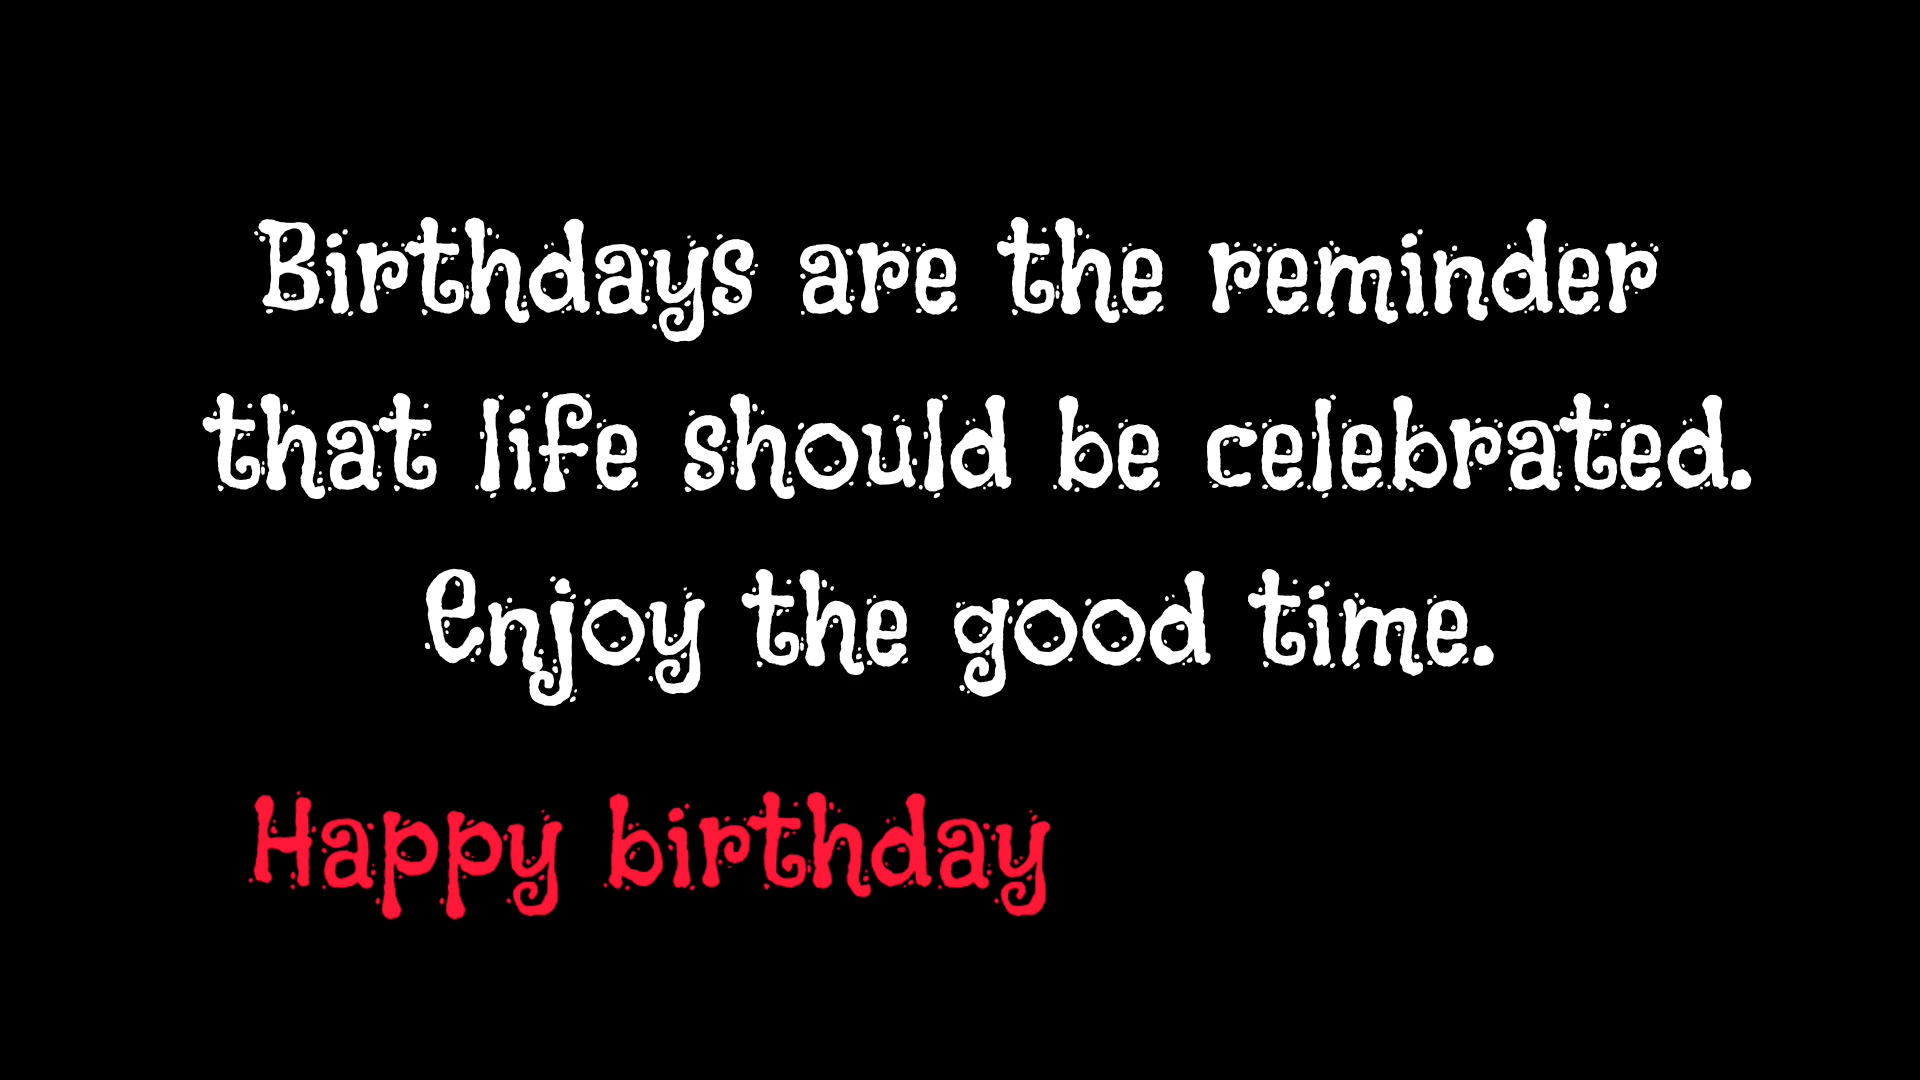 Birthdays are the reminder
that life should be celebrated.
Enjoy the good time.
Happy birthday